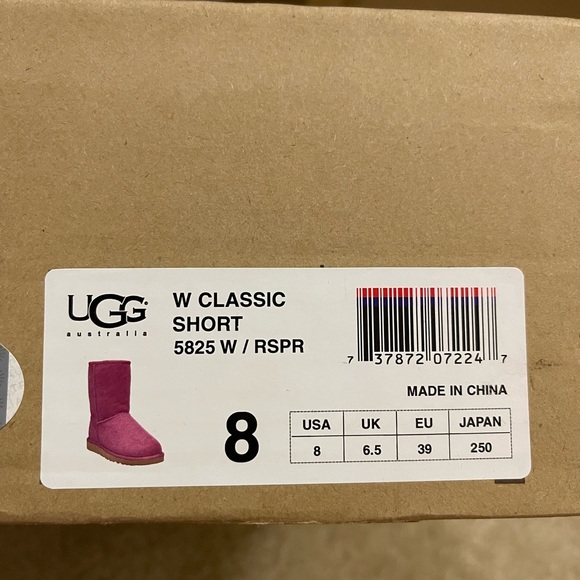 UGG
australia
W CLASSIC
SHORT
5825 W / RSPR
7 37872 07224 7
MADE IN CHINA
8
USA UK EU JAPAN
8 6.5 39 250